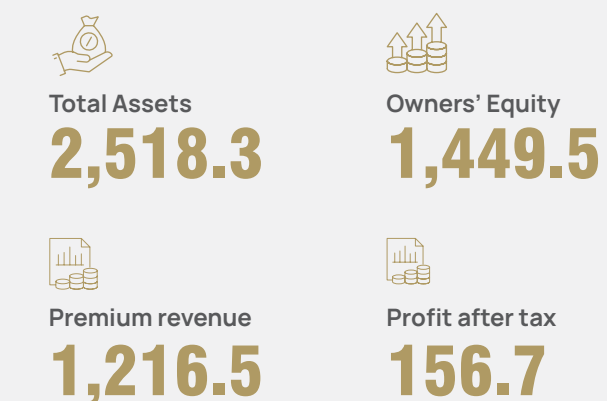 Total Assets
2,518.3
Owners’ Equity
1,449.5
Premium revenue
1,216.5
Profit after tax
156.7